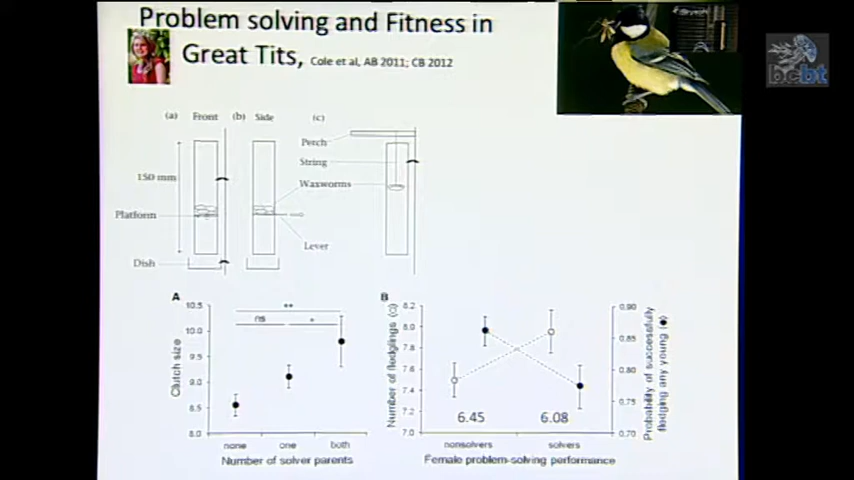 Problem solving and Fitness in
Great Tits, Cole et al, AB 2011; CB 2012
bcbt
(a) Front (b) Side (c)
Perch
150 mm
String
Waxworms
Platform
Lever
Dish
A
10.5
10.0
9.5
9.0
8.5
8.0
Clutch size
**
ns
*
none one both
Number of solver parents
B
8.2
8.0
7.8
7.6
7.4
7.2
7.0
Number of fledglings (○)
0.90
0.85
0.80
0.75
0.70
Probability of successfully
fledging any young (●)
6.45 6.08
nonsolvers solvers
Female problem-solving performance